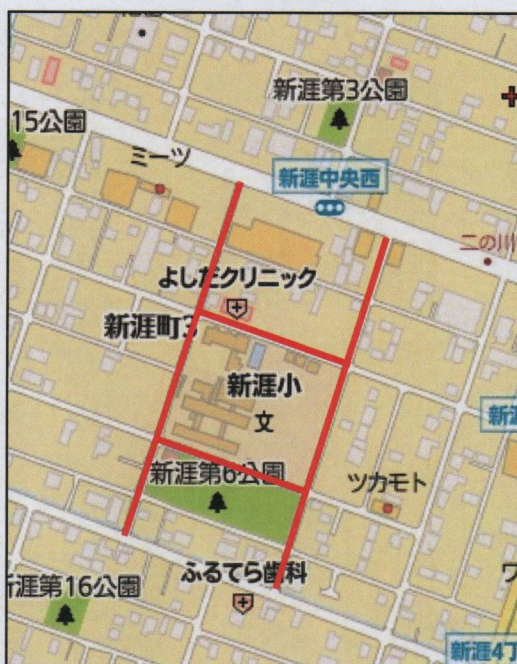 新涯第3公園
15公園
ミーツ
新涯中央西
二の川
よしだクリニック
新涯町3
新涯小
文
新涯
新涯第6公園
ツカモト
ふるてら歯科
新涯第16公園
ワ
新涯4丁